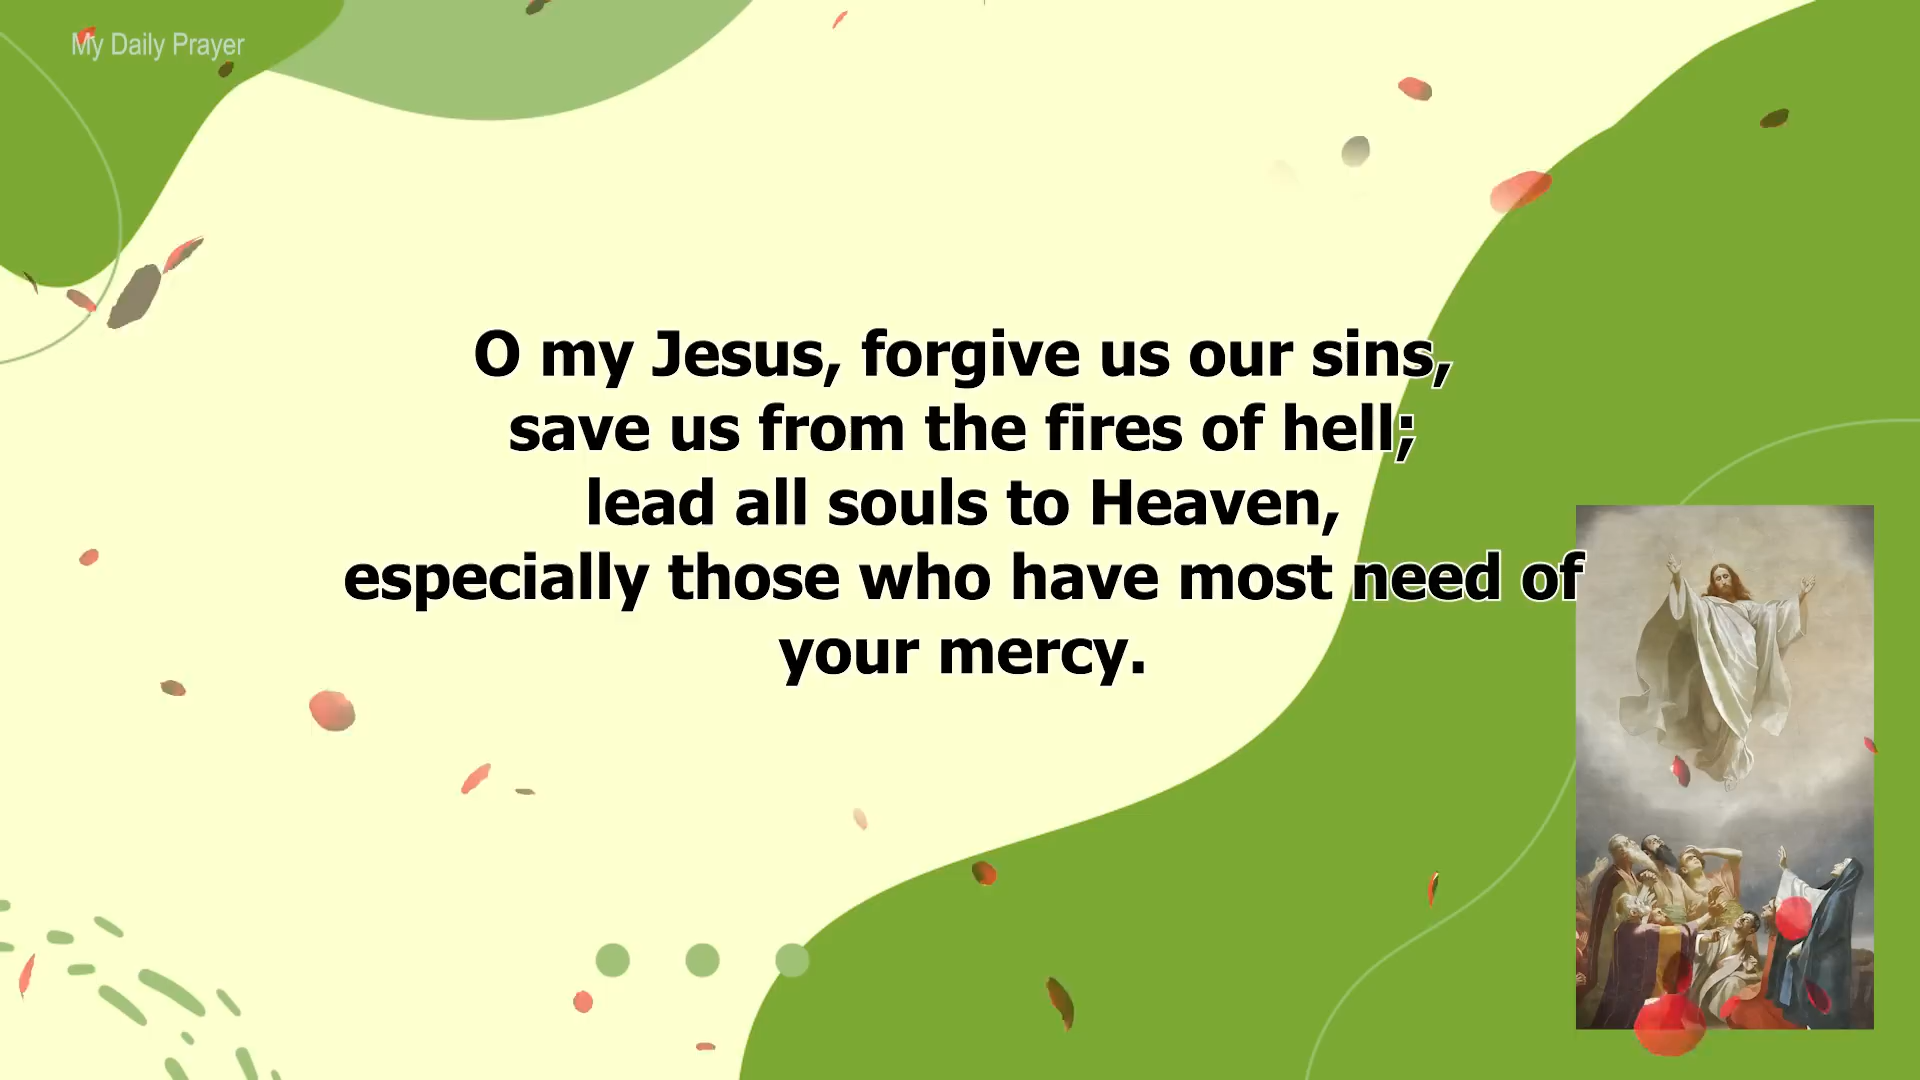 My Daily Prayer
O my Jesus, forgive us our sins,
save us from the fires of hell;
lead all souls to Heaven,
especially those who have most need of
your mercy.